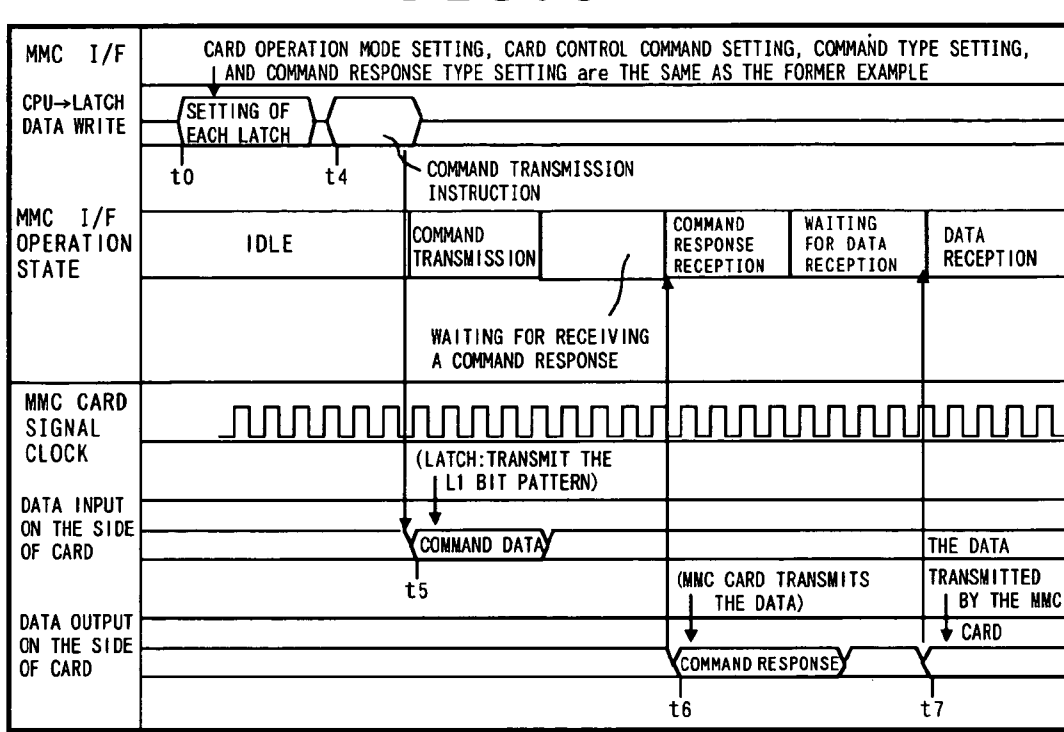 MMC I/F
CARD OPERATION MODE SETTING, CARD CONTROL COMMAND SETTING, COMMAND TYPE SETTING,
AND COMMAND RESPONSE TYPE SETTING are THE SAME AS THE FORMER EXAMPLE
CPU→LATCH
DATA WRITE
SETTING OF
EACH LATCH
t0
t4
COMMAND TRANSMISSION
INSTRUCTION
MMC I/F
OPERATION
STATE
IDLE
COMMAND
TRANSMISSION
COMMAND
RESPONSE
RECEPTION
WAITING
FOR DATA
RECEPTION
DATA
RECEPTION
WAITING FOR RECEIVING
A COMMAND RESPONSE
MMC CARD
SIGNAL
CLOCK
(LATCH:TRANSMIT THE
L1 BIT PATTERN)
DATA INPUT
ON THE SIDE
OF CARD
COMMAND DATA
t5
THE DATA
TRANSMITTED
BY THE MMC
CARD
(MMC CARD TRANSMITS
THE DATA)
DATA OUTPUT
ON THE SIDE
OF CARD
COMMAND RESPONSE
t6
t7